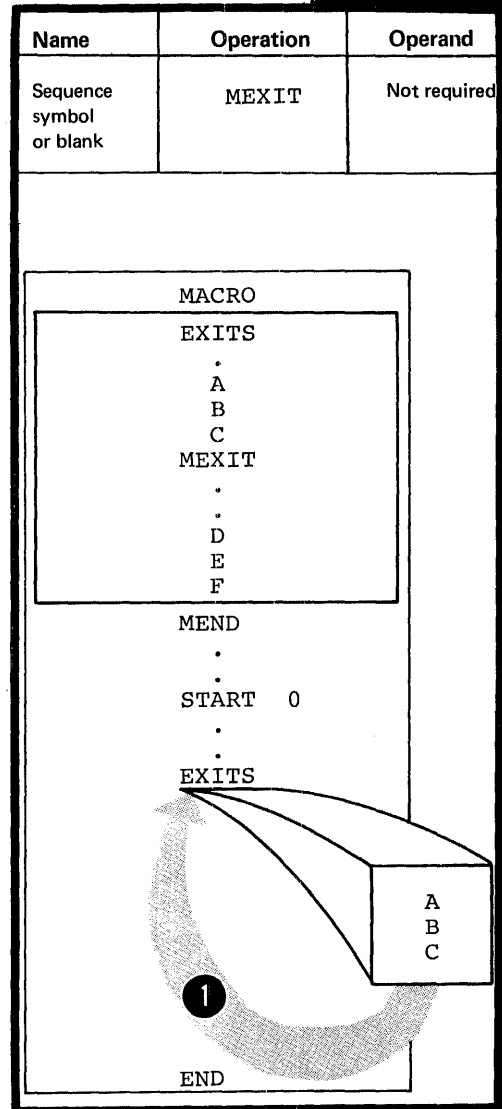 Name Operation Operand
Sequence symbol or blank MEXIT Not required
MACRO
EXITS
.
A
B
C
MEXIT
.
.
D
E
F
MEND
.
.
START 0
.
.
EXITS
A
B
C
1
END